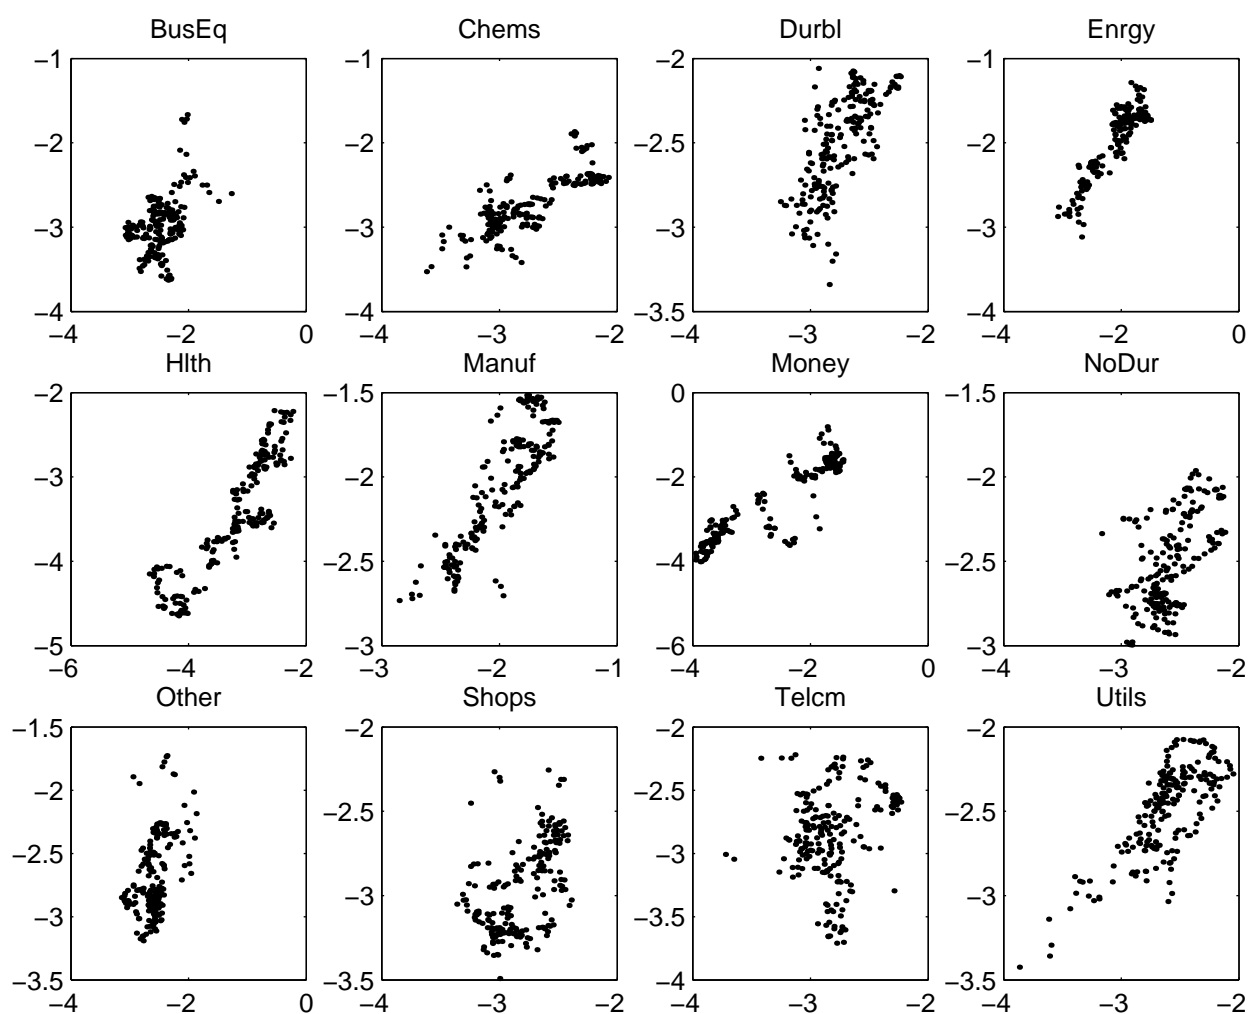 BusEq Chems Durbl Enrgy
−1 −1 −2 −1
−2 −2 −2.5 −2
−3 −3 −3 −3
−4 −4 −3.5 −4
−4 −2 0 −4 −3 −2 −4 −3 −2 −4 −2 0
Hlth Manuf Money NoDur
−2 −1.5 0 −1.5
−3 −2 −2 −2
−4 −2.5 −4 −2.5
−5 −3 −6 −3
−6 −4 −2 −3 −2 −1 −4 −2 0 −4 −3 −2
Other Shops Telcm Utils
−1.5 −2 −2 −2
−2 −2.5 −2.5 −2.5
−2.5 −3 −3 −3
−3 −3.5
−3.5 −3.5 −4 −3.5
−4 −2 0 −4 −3 −2 −4 −3 −2 −4 −3 −2